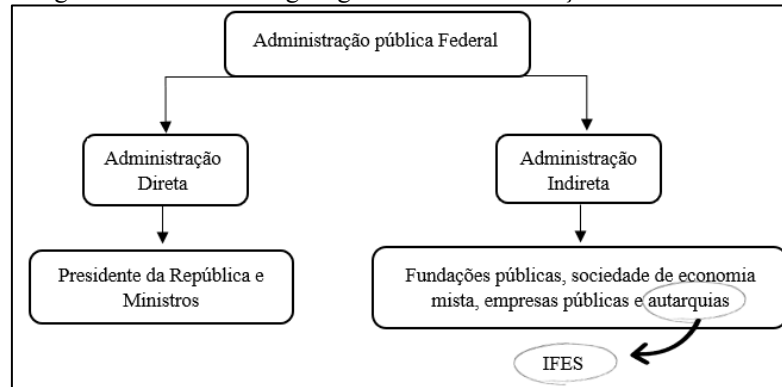 Administração pública Federal
Administração
Direta
Administração
Indireta
Presidente da República e
Ministros
Fundações públicas, sociedade de economia
mista, empresas públicas e autarquias
IFES